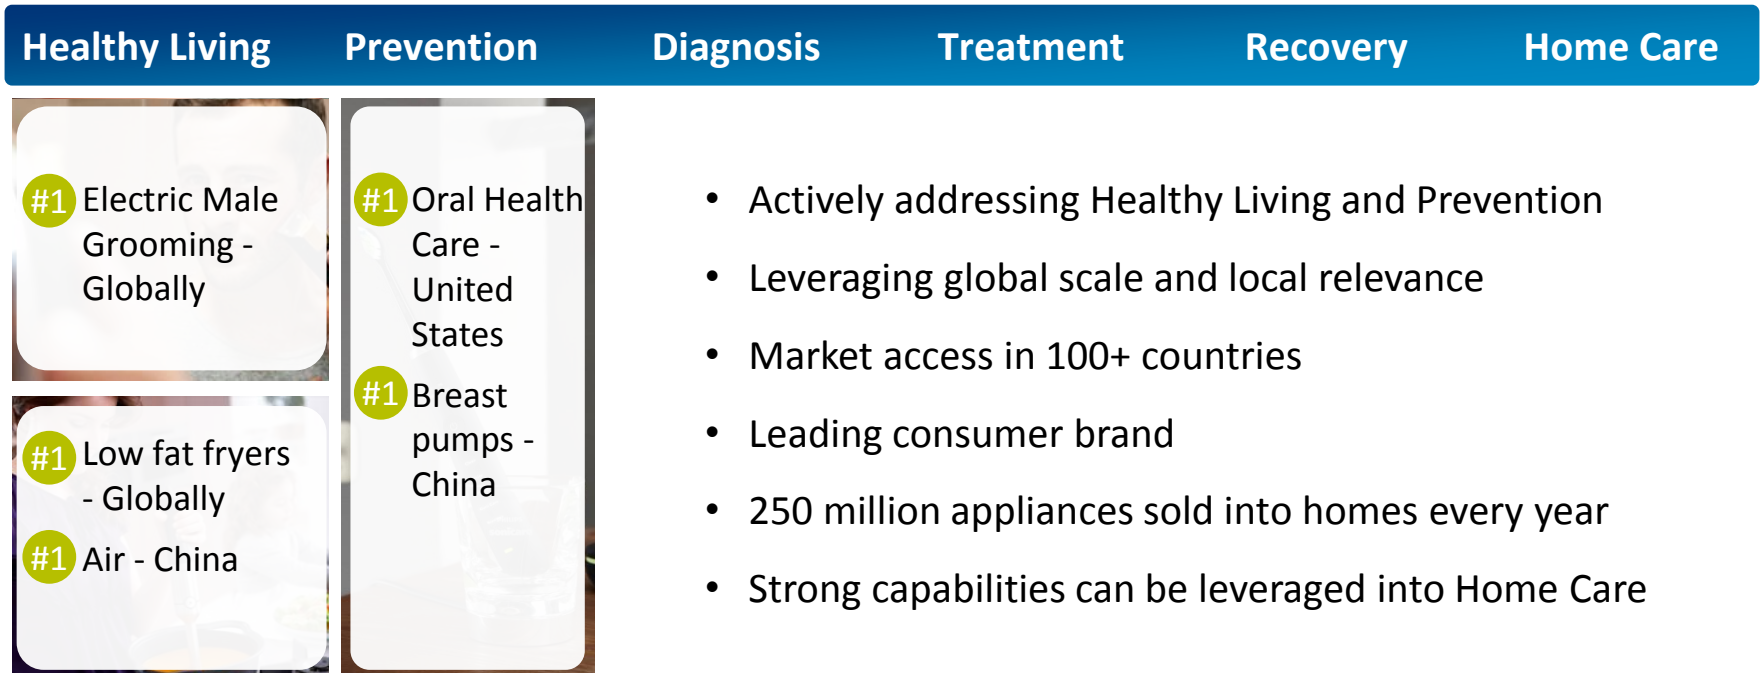 Healthy Living Prevention Diagnosis Treatment Recovery Home Care
#1 Electric Male
Grooming -
Globally
#1 Low fat fryers
- Globally
#1 Air - China
#1 Oral Health
Care -
United
States
#1 Breast
pumps -
China
• Actively addressing Healthy Living and Prevention
• Leveraging global scale and local relevance
• Market access in 100+ countries
• Leading consumer brand
• 250 million appliances sold into homes every year
• Strong capabilities can be leveraged into Home Care